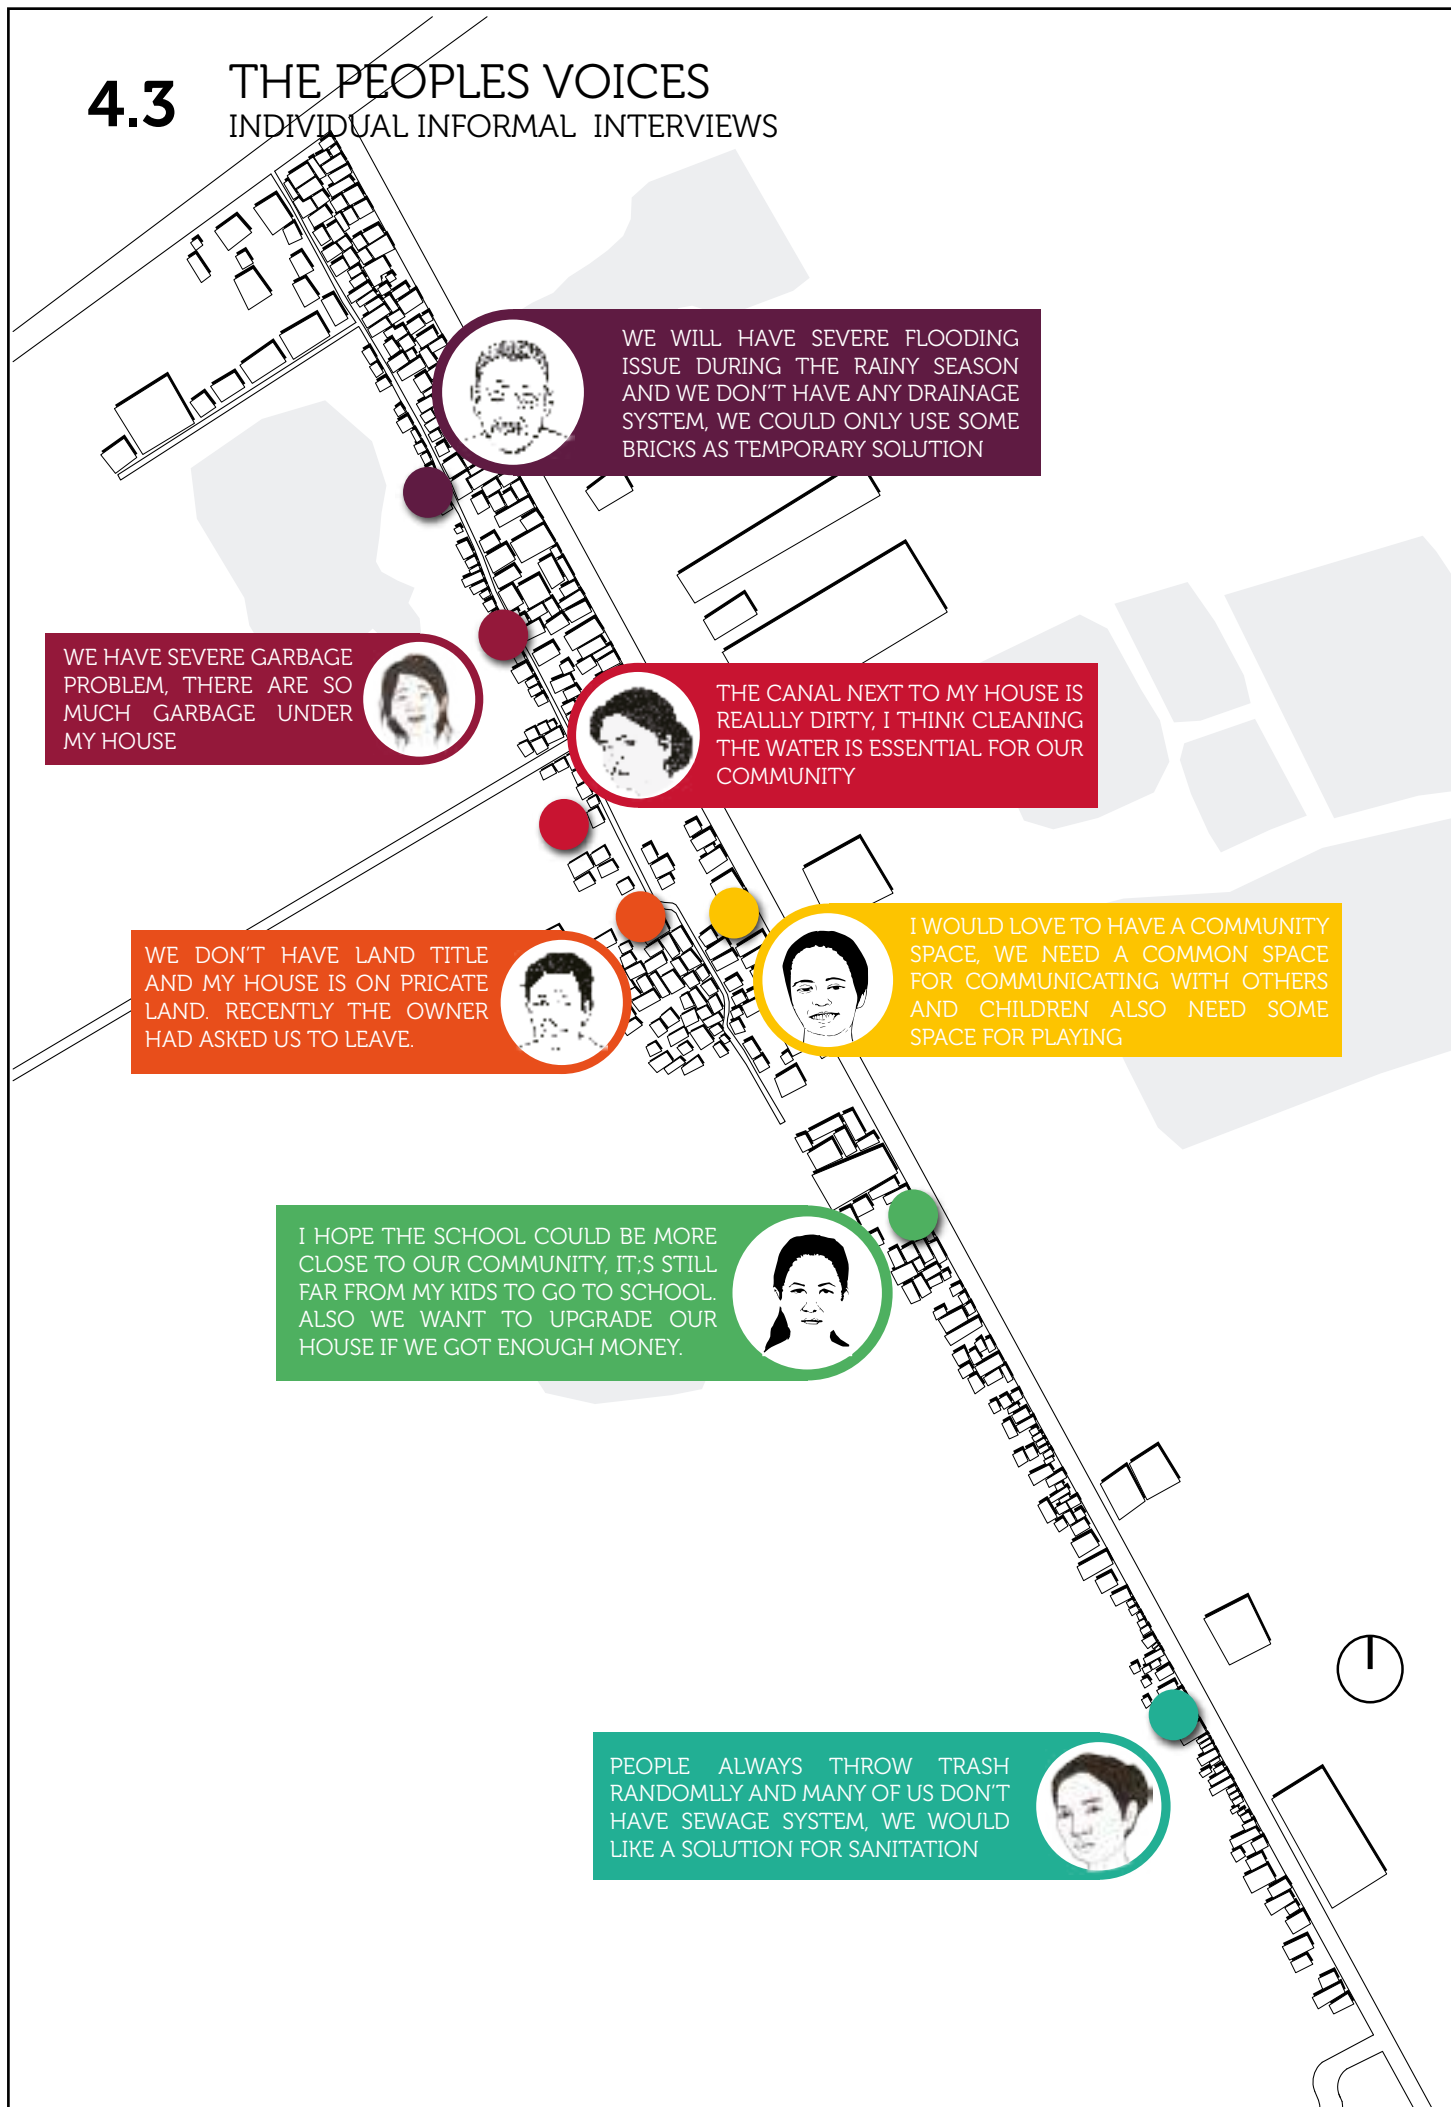 4.3
THE PEOPLES VOICES
INDIVIDUAL INFORMAL INTERVIEWS
WE WILL HAVE SEVERE FLOODING
ISSUE DURING THE RAINY SEASON
AND WE DON'T HAVE ANY DRAINAGE
SYSTEM, WE COULD ONLY USE SOME
BRICKS AS TEMPORARY SOLUTION
WE HAVE SEVERE GARBAGE
PROBLEM, THERE ARE SO
MUCH GARBAGE UNDER
MY HOUSE
THE CANAL NEXT TO MY HOUSE IS
REALLLY DIRTY, I THINK CLEANING
THE WATER IS ESSENTIAL FOR OUR
COMMUNITY
WE DON'T HAVE LAND TITLE
AND MY HOUSE IS ON PRICATE
LAND. RECENTLY THE OWNER
HAD ASKED US TO LEAVE.
I WOULD LOVE TO HAVE A COMMUNITY
SPACE, WE NEED A COMMON SPACE
FOR COMMUNICATING WITH OTHERS
AND CHILDREN ALSO NEED SOME
SPACE FOR PLAYING
I HOPE THE SCHOOL COULD BE MORE
CLOSE TO OUR COMMUNITY, IT;S STILL
FAR FROM MY KIDS TO GO TO SCHOOL.
ALSO WE WANT TO UPGRADE OUR
HOUSE IF WE GOT ENOUGH MONEY.
PEOPLE ALWAYS THROW TRASH
RANDOMLLY AND MANY OF US DON'T
HAVE SEWAGE SYSTEM, WE WOULD
LIKE A SOLUTION FOR SANITATION